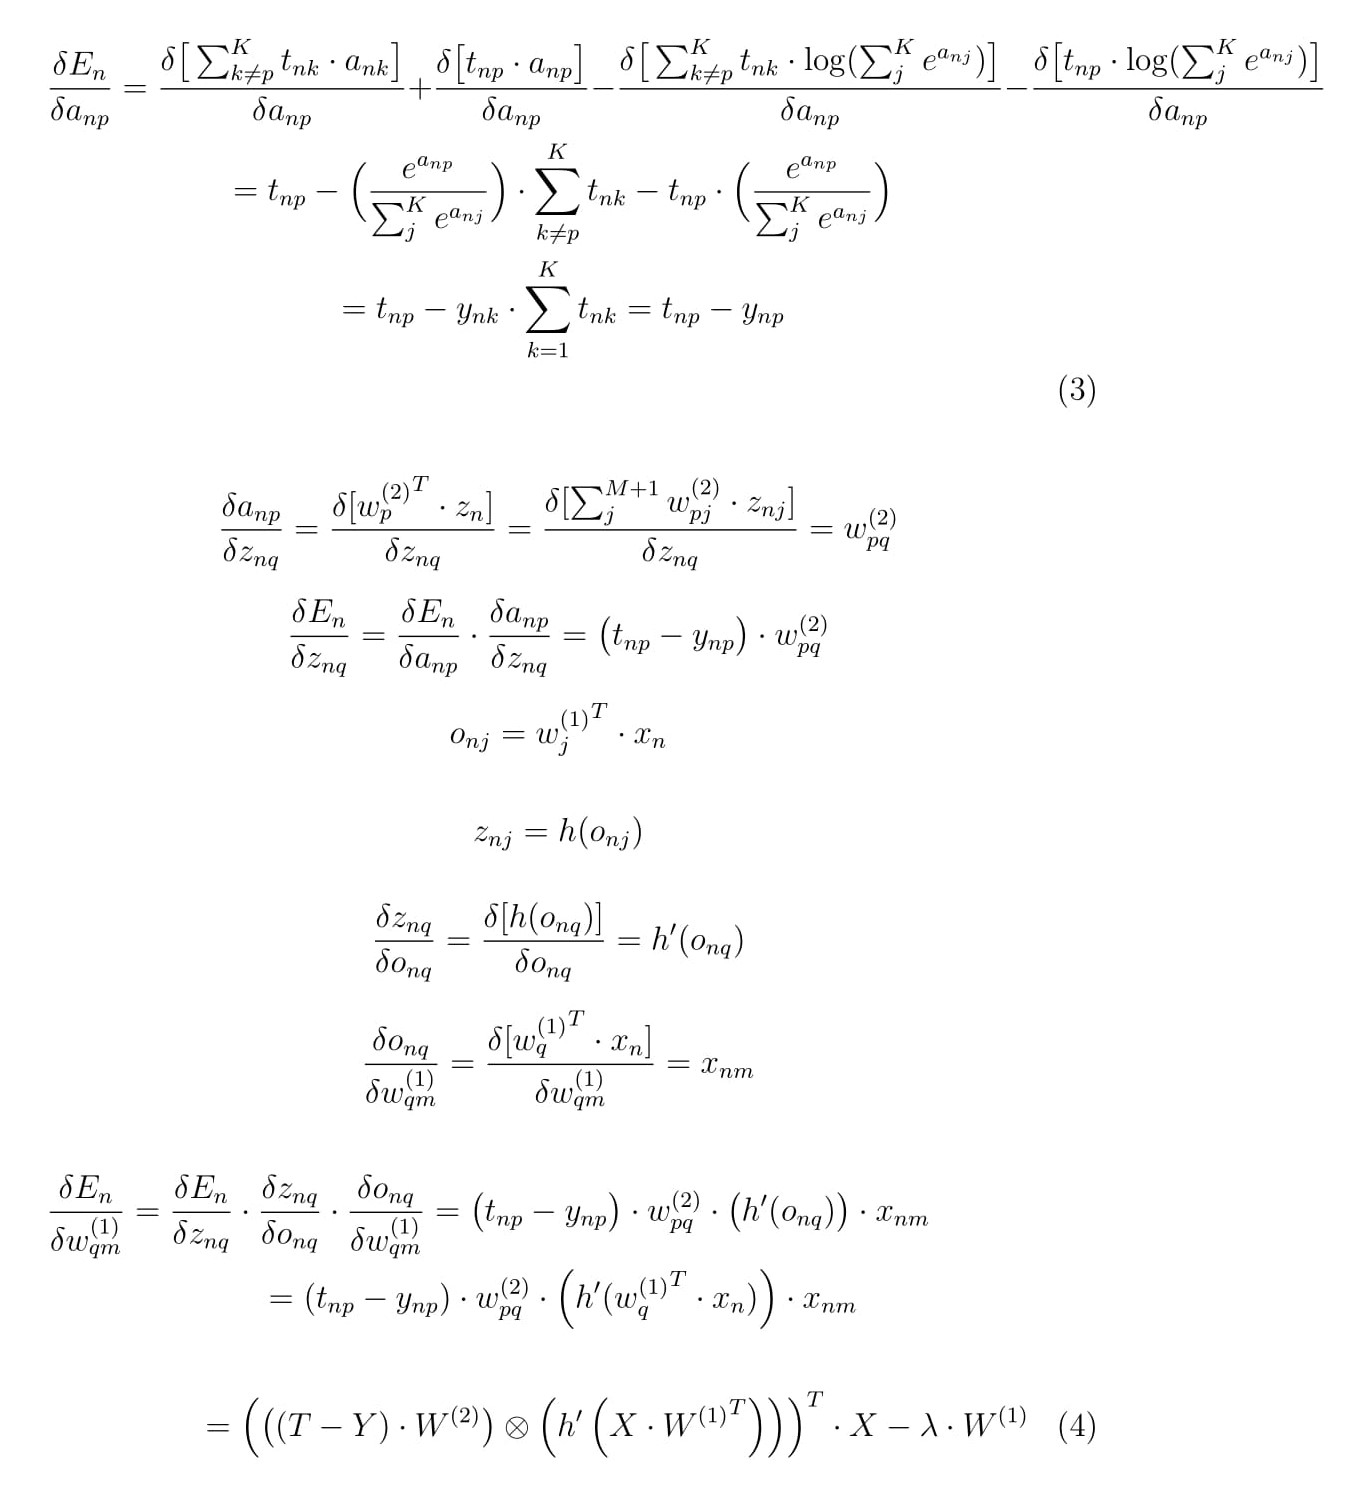 \frac{\delta E_n}{\delta a_{np}} = \frac{\delta\left[\sum_{k \neq p}^{K} t_{nk} \cdot a_{nk}\right]}{\delta a_{np}} + \frac{\delta\left[t_{np} \cdot a_{np}\right]}{\delta a_{np}} - \frac{\delta\left[\sum_{k \neq p}^{K} t_{nk} \cdot \log(\sum_{j}^{K} e^{a_{nj}})\right]}{\delta a_{np}} - \frac{\delta\left[t_{np} \cdot \log(\sum_{j}^{K} e^{a_{nj}})\right]}{\delta a_{np}}
= t_{np} - \left(\frac{e^{a_{np}}}{\sum_{j}^{K} e^{a_{nj}}}\right) \cdot \sum_{k \neq p}^{K} t_{nk} - t_{np} \cdot \left(\frac{e^{a_{np}}}{\sum_{j}^{K} e^{a_{nj}}}\right)
= t_{np} - y_{nk} \cdot \sum_{k=1}^{K} t_{nk} = t_{np} - y_{np}
(3)
\frac{\delta a_{np}}{\delta z_{nq}} = \frac{\delta[w_p^{(2)^T} \cdot z_n]}{\delta z_{nq}} = \frac{\delta[\sum_{j}^{M+1} w_{pj}^{(2)} \cdot z_{nj}]}{\delta z_{nq}} = w_{pq}^{(2)}
\frac{\delta E_n}{\delta z_{nq}} = \frac{\delta E_n}{\delta a_{np}} \cdot \frac{\delta a_{np}}{\delta z_{nq}} = (t_{np} - y_{np}) \cdot w_{pq}^{(2)}
o_{nj} = w_j^{(1)^T} \cdot x_n
z_{nj} = h(o_{nj})
\frac{\delta z_{nq}}{\delta o_{nq}} = \frac{\delta[h(o_{nq})]}{\delta o_{nq}} = h'(o_{nq})
\frac{\delta o_{nq}}{\delta w_{qm}^{(1)}} = \frac{\delta[w_q^{(1)^T} \cdot x_n]}{\delta w_{qm}^{(1)}} = x_{nm}
\frac{\delta E_n}{\delta w_{qm}^{(1)}} = \frac{\delta E_n}{\delta z_{nq}} \cdot \frac{\delta z_{nq}}{\delta o_{nq}} \cdot \frac{\delta o_{nq}}{\delta w_{qm}^{(1)}} = (t_{np} - y_{np}) \cdot w_{pq}^{(2)} \cdot (h'(o_{nq})) \cdot x_{nm}
= (t_{np} - y_{np}) \cdot w_{pq}^{(2)} \cdot \left(h'(w_q^{(1)^T} \cdot x_n)\right) \cdot x_{nm}
= \left(\left((T - Y) \cdot W^{(2)}\right) \otimes \left(h'\left(X \cdot W^{(1)^T}\right)\right)\right)^T \cdot X - \lambda \cdot W^{(1)} (4)